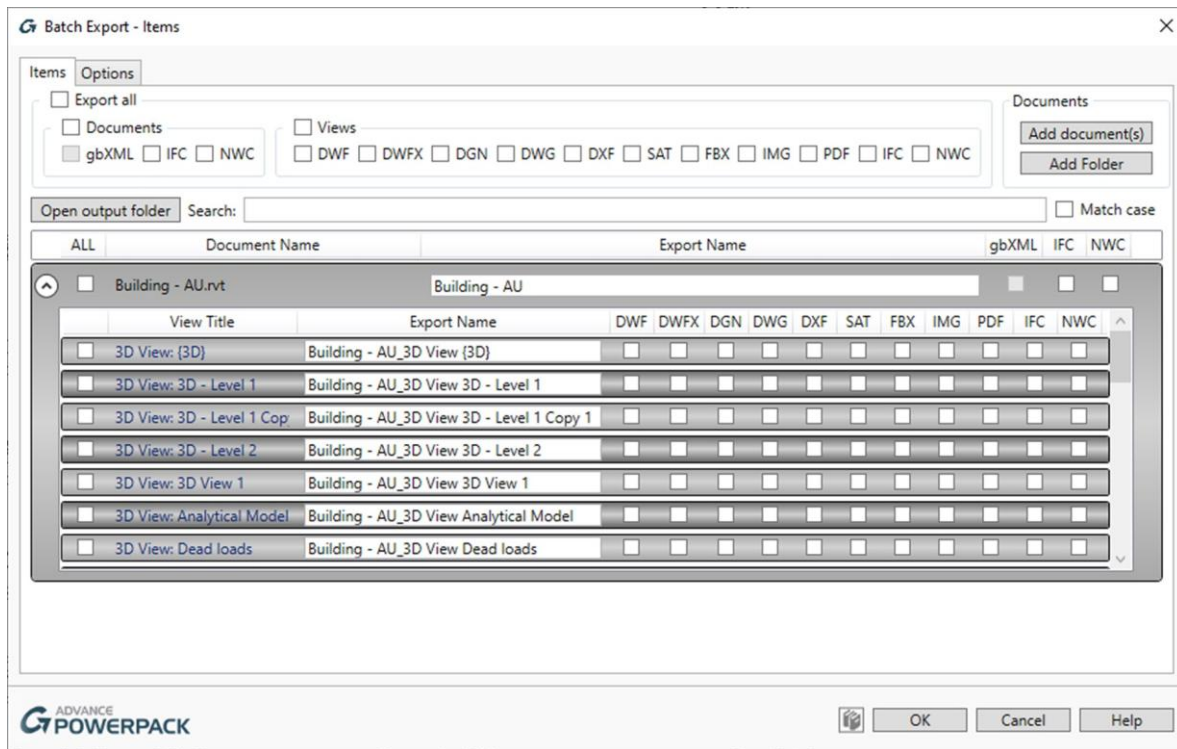 Batch Export - Items
Items Options
Export all
Documents
Documents Views
Add document(s)
gbXML IFC NWC DWF DWFX DGN DWG DXF SAT FBX IMG PDF IFC NWC
Add Folder
Open output folder Search: Match case
ALL Document Name Export Name gbXML IFC NWC
Building - AU.rvt Building - AU
View Title Export Name DWF DWFX DGN DWG DXF SAT FBX IMG PDF IFC NWC
3D View: {3D} Building - AU_3D View {3D}
3D View: 3D - Level 1 Building - AU_3D View 3D - Level 1
3D View: 3D - Level 1 Cop Building - AU_3D View 3D - Level 1 Copy 1
3D View: 3D - Level 2 Building - AU_3D View 3D - Level 2
3D View: 3D View 1 Building - AU_3D View 3D View 1
3D View: Analytical Model Building - AU_3D View Analytical Model
3D View: Dead loads Building - AU_3D View Dead loads
ADVANCE
POWERPACK
OK Cancel Help